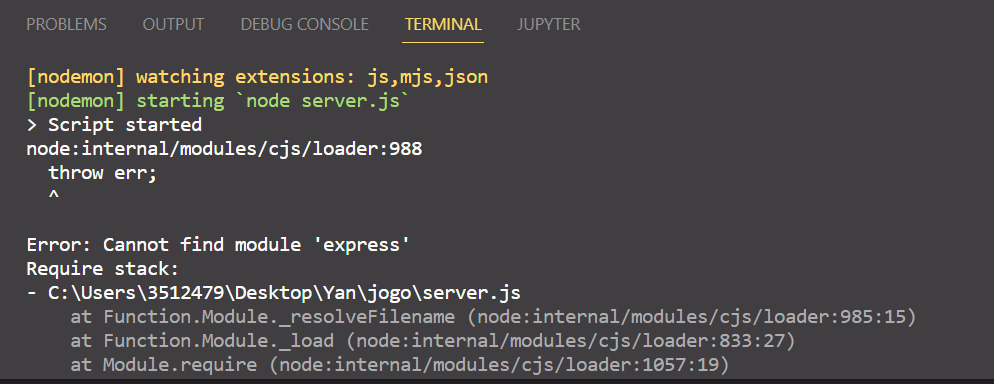 PROBLEMS OUTPUT DEBUG CONSOLE TERMINAL JUPYTER
[nodemon] watching extensions: js,mjs,json
[nodemon] starting `node server.js`
> Script started
node:internal/modules/cjs/loader:988
  throw err;
  ^
Error: Cannot find module 'express'
Require stack:
- C:\Users\3512479\Desktop\Yan\jogo\server.js
    at Function.Module._resolveFilename (node:internal/modules/cjs/loader:985:15)
    at Function.Module._load (node:internal/modules/cjs/loader:833:27)
    at Module.require (node:internal/modules/cjs/loader:1057:19)